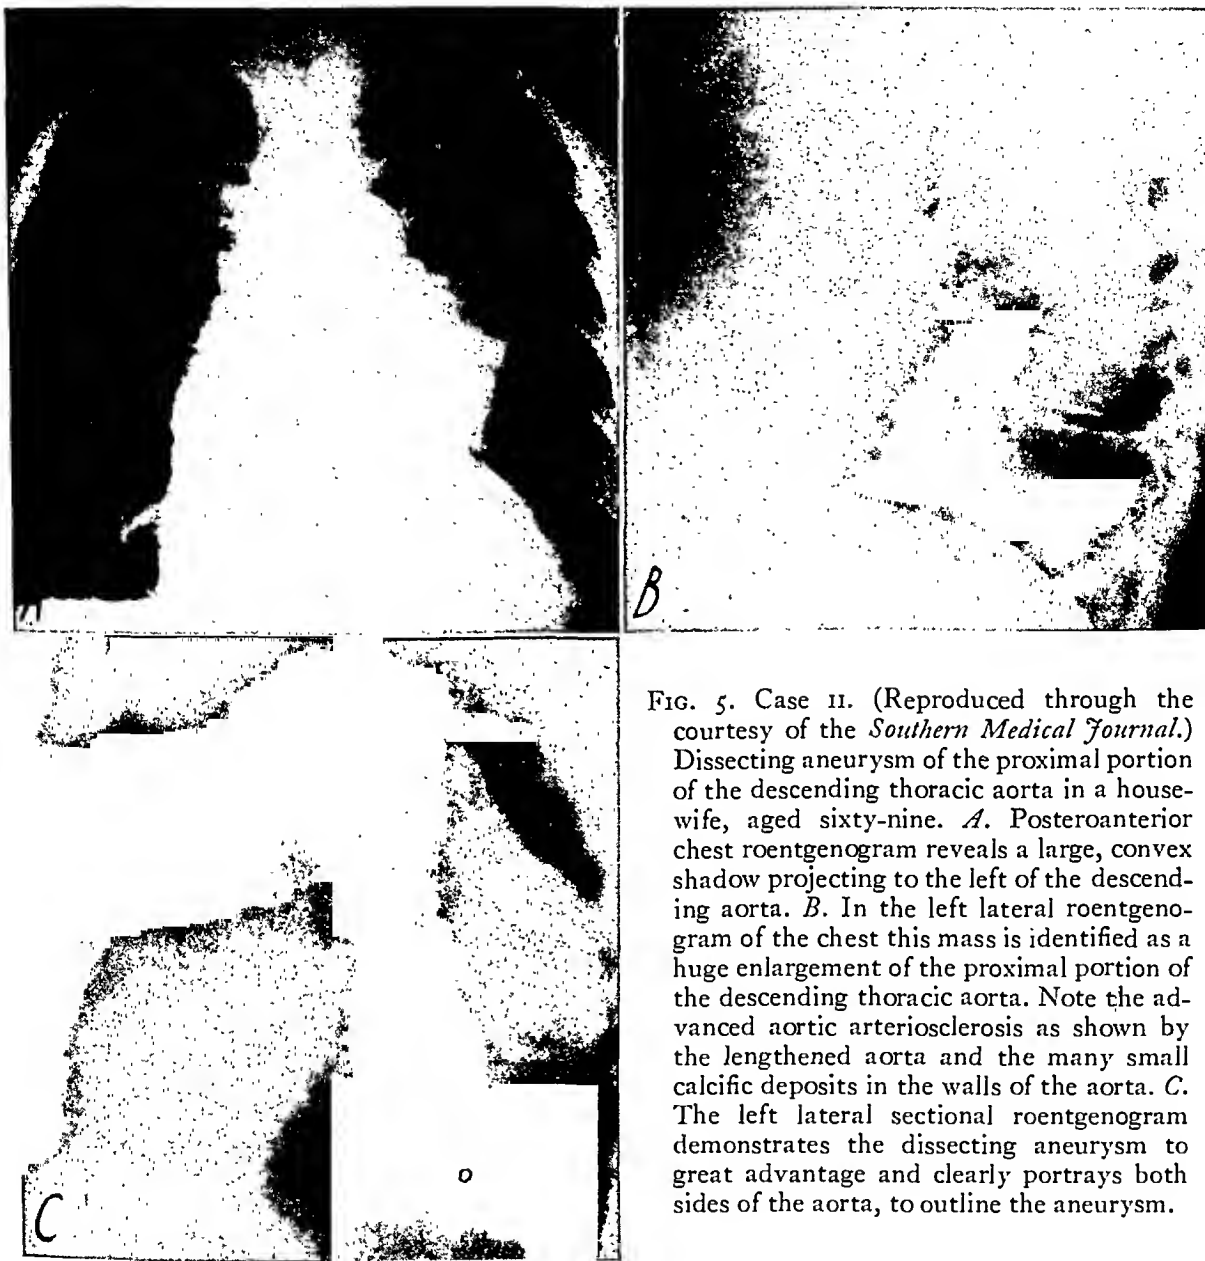 A
B
C
FIG. 5. Case II. (Reproduced through the
courtesy of the Southern Medical Journal.)
Dissecting aneurysm of the proximal portion
of the descending thoracic aorta in a house-
wife, aged sixty-nine. A. Posteroanterior
chest roentgenogram reveals a large, convex
shadow projecting to the left of the descend-
ing aorta. B. In the left lateral roentgeno-
gram of the chest this mass is identified as a
huge enlargement of the proximal portion of
the descending thoracic aorta. Note the ad-
vanced aortic arteriosclerosis as shown by
the lengthened aorta and the many small
calcific deposits in the walls of the aorta. C.
The left lateral sectional roentgenogram
demonstrates the dissecting aneurysm to
great advantage and clearly portrays both
sides of the aorta, to outline the aneurysm.